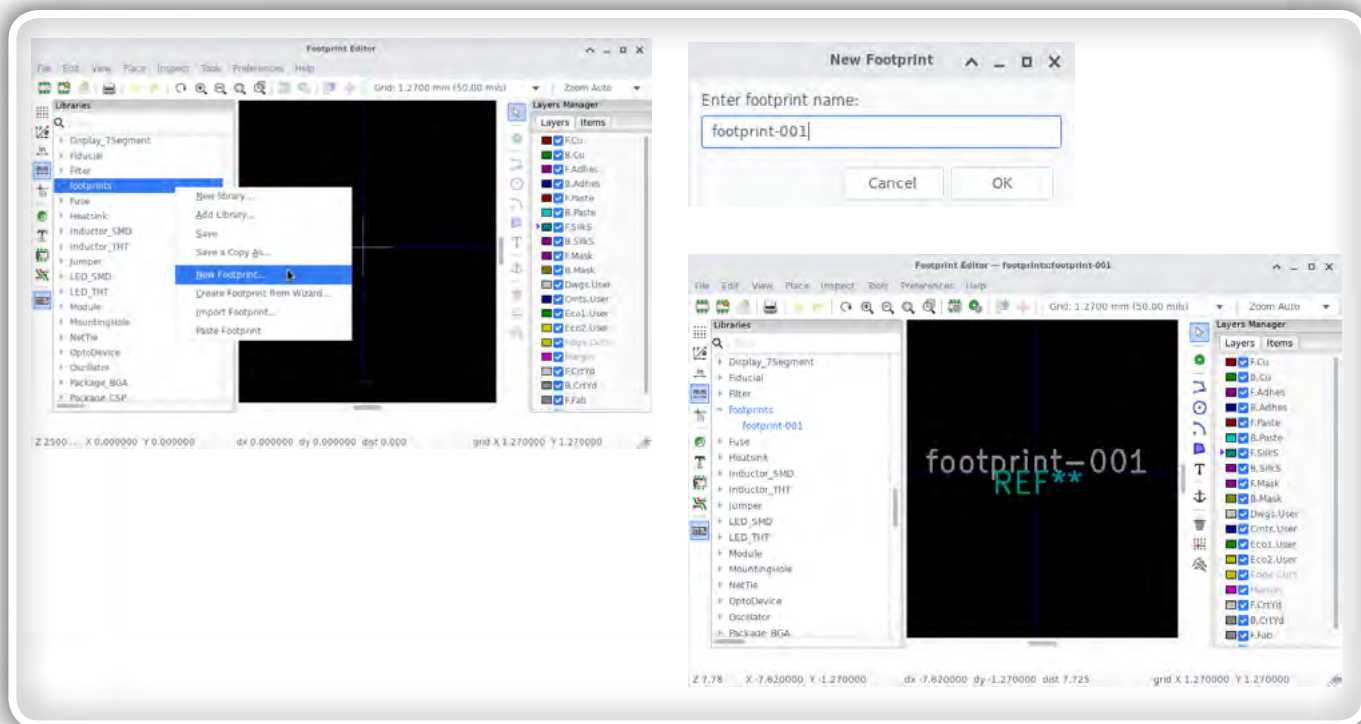 Footprint Editor
File Edit View Place Inspect Tools Preferences Help
Grid: 1.2700 mm (50.00 mils) Zoom Auto
Libraries
Display_7Segment
Fiducial
Filter
footprints
Fuse
Heatsink
Inductor_SMD
Inductor_THT
Jumper
LED_SMD
LED_THT
Module
MountingHole
NetTie
OptoDevice
Oscillator
Package_BGA
Package_CSP
New library...
Add Library...
Save
Save a Copy As...
New Footprint...
Create Footprint from Wizard...
Import Footprint...
Paste Footprint
Layers Manager
Layers Items
F.Cu
B.Cu
F.Adhes
B.Adhes
F.Paste
B.Paste
F.SilkS
B.SilkS
F.Mask
B.Mask
Dwgs.User
Cmts.User
Eco1.User
Eco2.User
Edge.Cuts
Margin
F.CrtYd
B.CrtYd
F.Fab
Z 2500... X 0.000000 Y 0.000000 dx 0.000000 dy 0.000000 dist 0.000 grid X 1.270000 Y 1.270000
New Footprint
Enter footprint name:
footprint-001
Cancel OK
Footprint Editor — footprints:footprint-001
File Edit View Place Inspect Tools Preferences Help
Grid: 1.2700 mm (50.00 mils) Zoom Auto
Libraries
Display_7Segment
Fiducial
Filter
footprints
footprint-001
Fuse
Heatsink
Inductor_SMD
Inductor_THT
Jumper
LED_SMD
LED_THT
Module
MountingHole
NetTie
OptoDevice
Oscillator
Package_BGA
footprint-001
REF**
Layers Manager
Layers Items
F.Cu
B.Cu
F.Adhes
B.Adhes
F.Paste
B.Paste
F.SilkS
B.SilkS
F.Mask
B.Mask
Dwgs.User
Cmts.User
Eco1.User
Eco2.User
Edge.Cuts
Margin
F.CrtYd
B.CrtYd
F.Fab
Z 7.78 X -7.620000 Y -1.270000 dx -7.620000 dy -1.270000 dist 7.725 grid X 1.270000 Y 1.270000